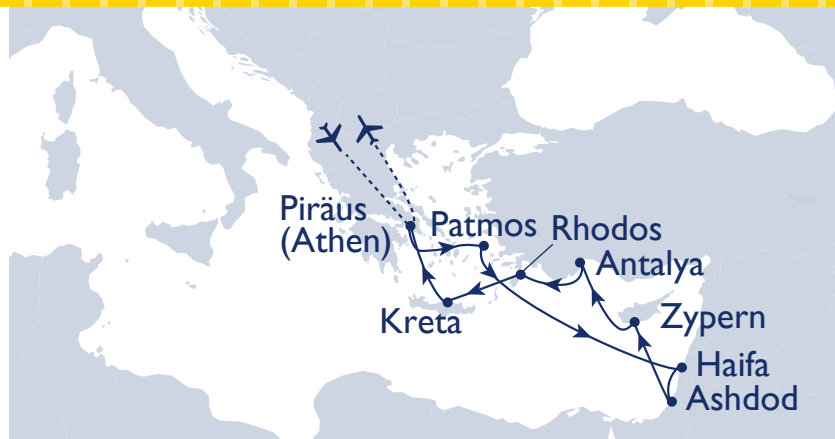 Piräus
(Athen)
Patmos
Rhodos
Antalya
Kreta
Zypern
Haifa
Ashdod